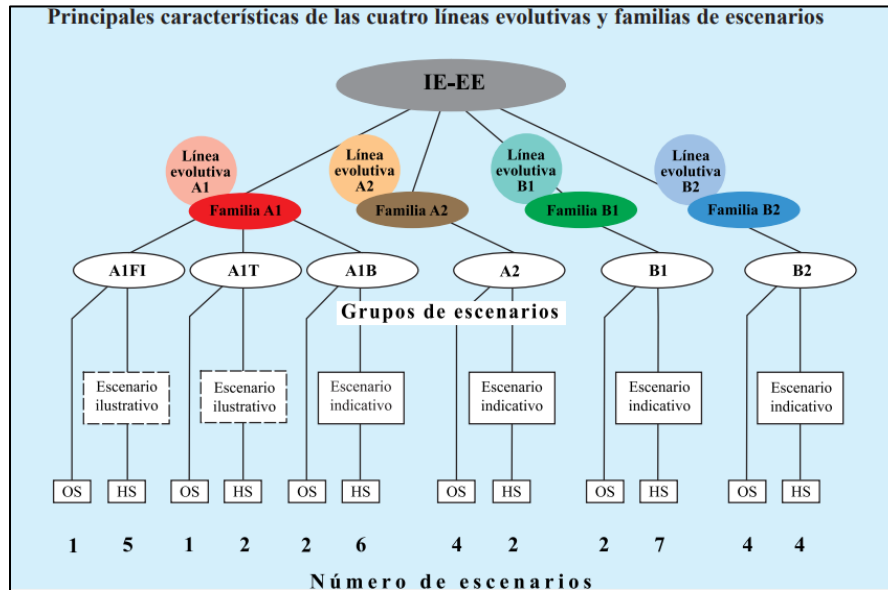 Principales características de las cuatro líneas evolutivas y familias de escenarios
IE-EE
Línea
evolutiva
A1
Línea
evolutiva
A2
Línea
evolutiva
B1
Línea
evolutiva
B2
Familia A1
Familia A2
Familia B1
Familia B2
A1FI
A1T
A1B
A2
B1
B2
Grupos de escenarios
Escenario
ilustrativo
Escenario
ilustrativo
Escenario
indicativo
Escenario
indicativo
Escenario
indicativo
Escenario
indicativo
OS HS OS HS OS HS OS HS OS HS OS HS
1 5 1 2 2 6 4 2 2 7 4 4
Número de escenarios